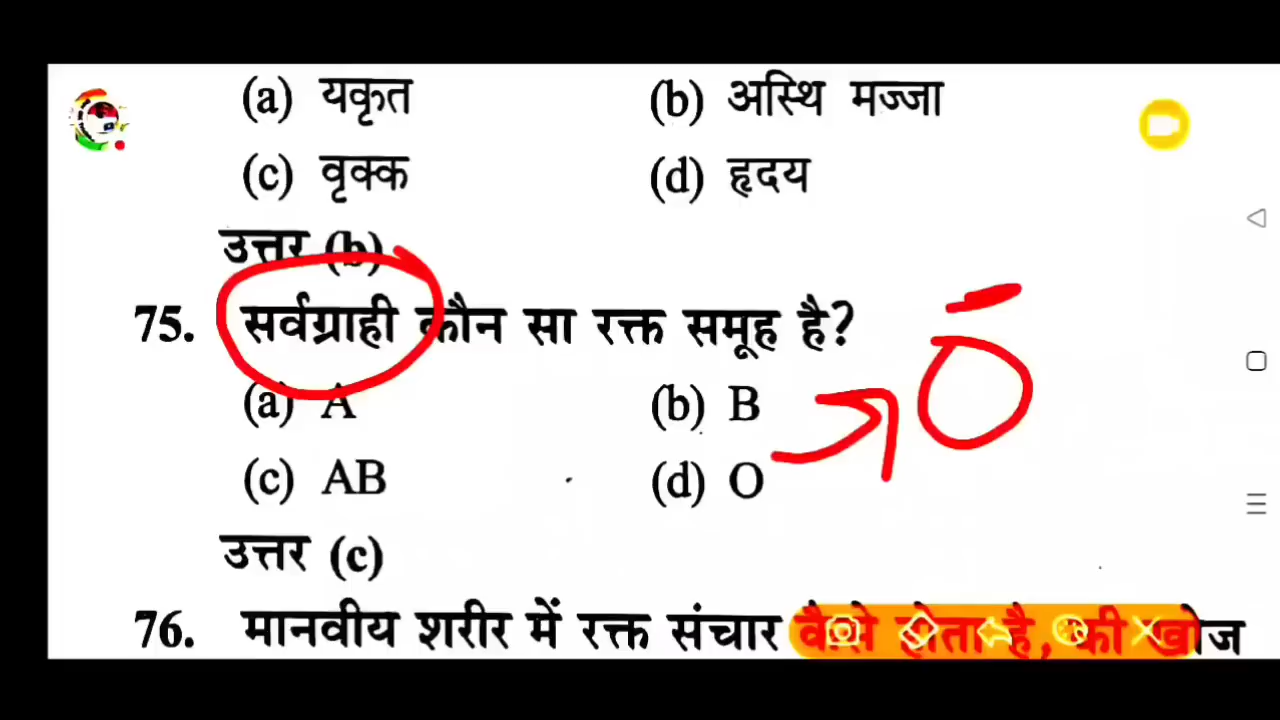 (a) यकृत (b) अस्थि मज्जा
(c) वृक्क (d) हृदय
उत्तर (b)
75. सर्वग्राही कौन सा रक्त समूह है?
(a) A (b) B
(c) AB (d) O
O-
उत्तर (c)
76. मानवीय शरीर में रक्त संचार कैसे होता है, की खोज